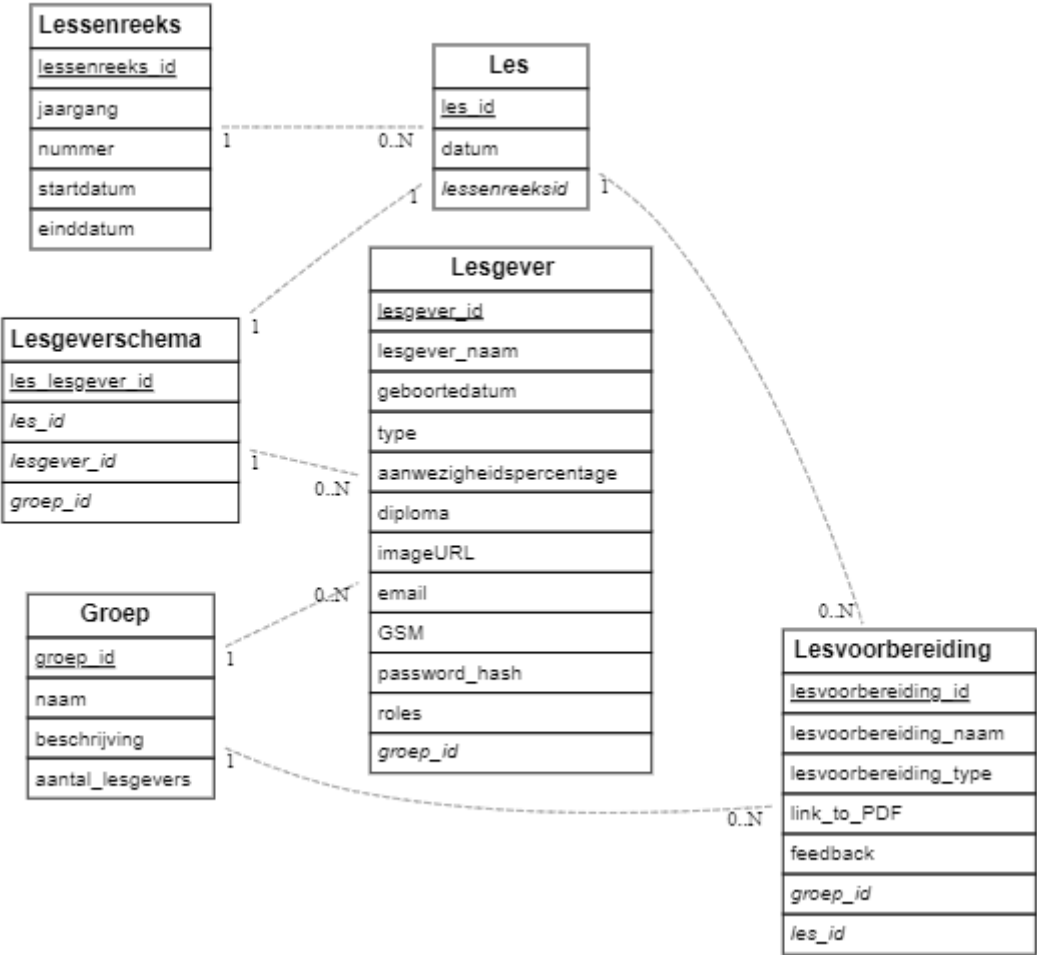 Lessenreeks
lessenreeks_id
jaargang
nummer
startdatum
einddatum
1
0..N
Les
les_id
datum
lessenreeksid
1
1
1
Lesgeverschema
les_lesgever_id
les_id
lesgever_id
groep_id
1
0..N
Lesgever
lesgever_id
lesgever_naam
geboortedatum
type
aanwezigheidspercentage
diploma
imageURL
email
GSM
password_hash
roles
groep_id
0..N
1
Groep
groep_id
naam
beschrijving
aantal_lesgevers
1
0..N
0..N
Lesvoorbereiding
lesvoorbereiding_id
lesvoorbereiding_naam
lesvoorbereiding_type
link_to_PDF
feedback
groep_id
les_id